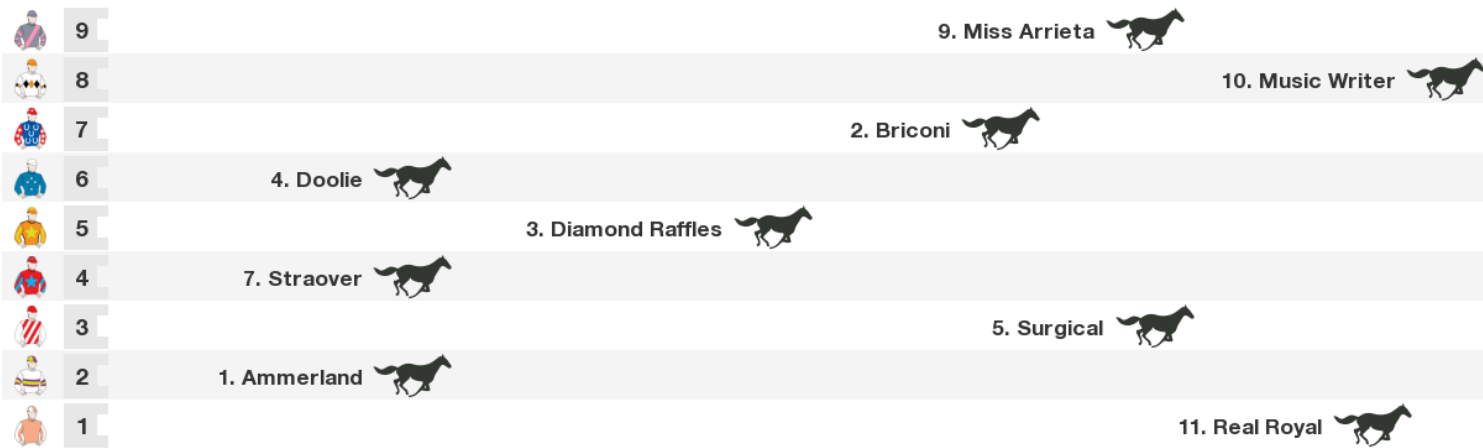 9 9. Miss Arrieta
8 10. Music Writer
7 2. Briconi
6 4. Doolie
5 3. Diamond Raffles
4 7. Straover
3 5. Surgical
2 1. Ammerland
1 11. Real Royal